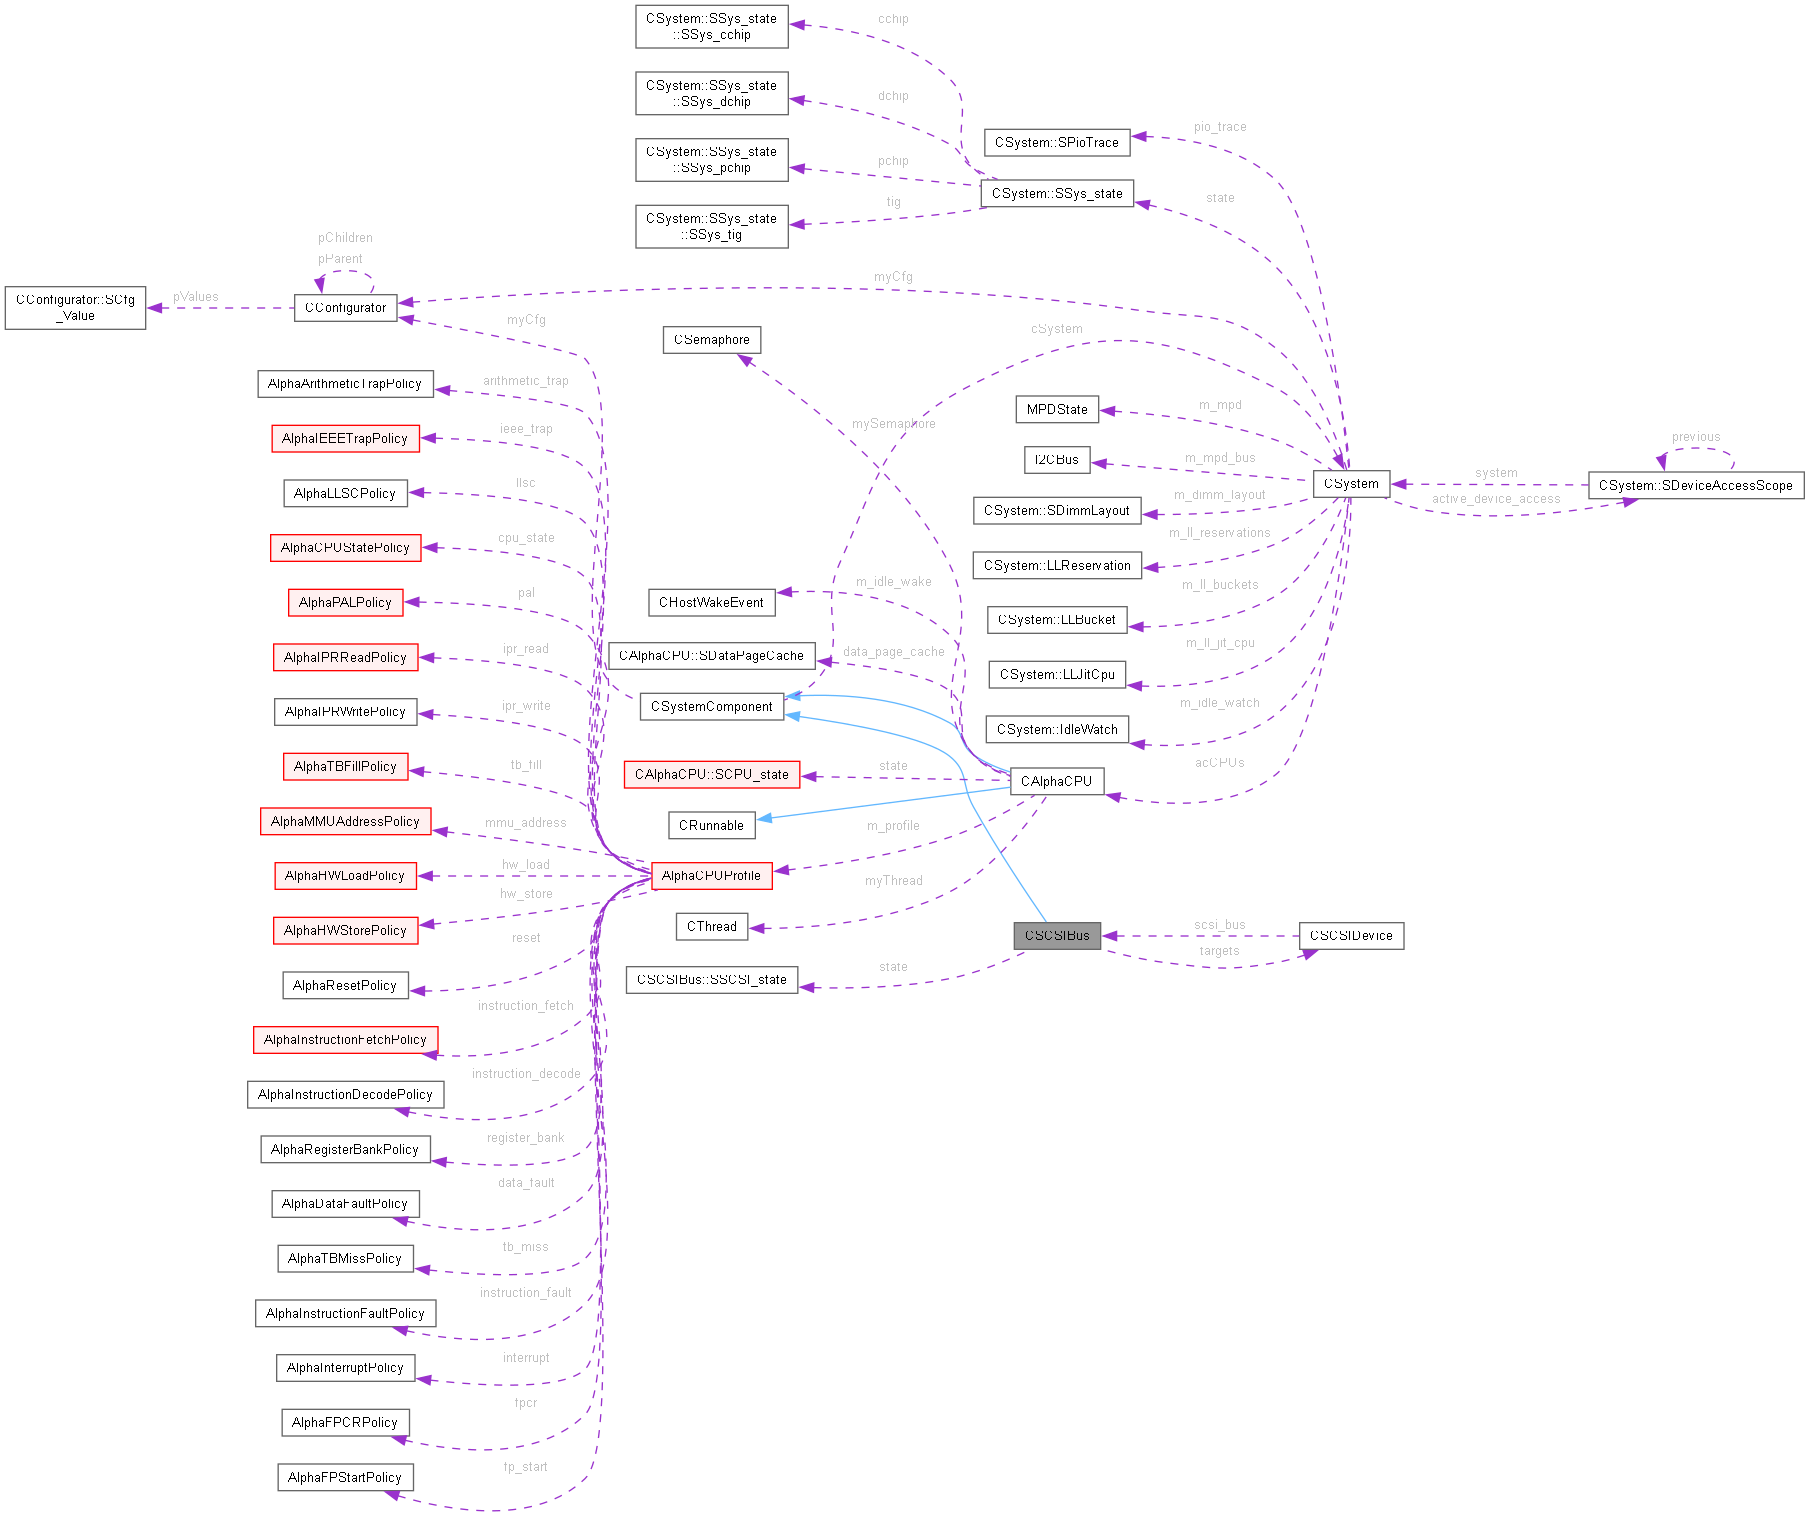 CSystem::SSys_state
::SSys_cchip
cchip
CSystem::SSys_state
::SSys_dchip
dchip
CSystem::SPioTrace
pio_trace
CSystem::SSys_state
::SSys_pchip
pchip
CSystem::SSys_state
state
CSystem::SSys_state
::SSys_tig
tig
pChildren
pParent
CConfigurator::SCfg
_Value
pValues
CConfigurator
myCfg
myCfg
CSemaphore
cSystem
AlphaArithmeticTrapPolicy
arithmetic_trap
MPDState
m_mpd
AlphaIEEETrapPolicy
ieee_trap
mySemaphore
previous
I2CBus
m_mpd_bus
CSystem
system
CSystem::SDeviceAccessScope
active_device_access
AlphaLLSCPolicy
llsc
CSystem::SDimmLayout
m_dimm_layout
AlphaCPUStatePolicy
cpu_state
CSystem::LLReservation
m_ll_reservations
AlphaPALPolicy
pal
CHostWakeEvent
m_idle_wake
CSystem::LLBucket
m_ll_buckets
AlphaIPRReadPolicy
ipr_read
CAlphaCPU::SDataPageCache
data_page_cache
CSystem::LLJitCpu
m_ll_jit_cpu
AlphaIPRWritePolicy
ipr_write
CSystemComponent
CSystem::IdleWatch
m_idle_watch
AlphaTBFillPolicy
tb_fill
CAlphaCPU::SCPU_state
state
CAlphaCPU
acCPUs
AlphaMMUAddressPolicy
mmu_address
CRunnable
m_profile
AlphaHWLoadPolicy
hw_load
AlphaCPUProfile
myThread
AlphaHWStorePolicy
hw_store
CThread
CSCSIBus
scsi_bus
CSCSIDevice
targets
AlphaResetPolicy
reset
CSCSIBus::SSCSI_state
state
AlphaInstructionFetchPolicy
instruction_fetch
AlphaInstructionDecodePolicy
instruction_decode
AlphaRegisterBankPolicy
register_bank
AlphaDataFaultPolicy
data_fault
AlphaTBMissPolicy
tb_miss
AlphaInstructionFaultPolicy
instruction_fault
AlphaInterruptPolicy
interrupt
AlphaFPCRPolicy
fpcr
AlphaFPStartPolicy
fp_start